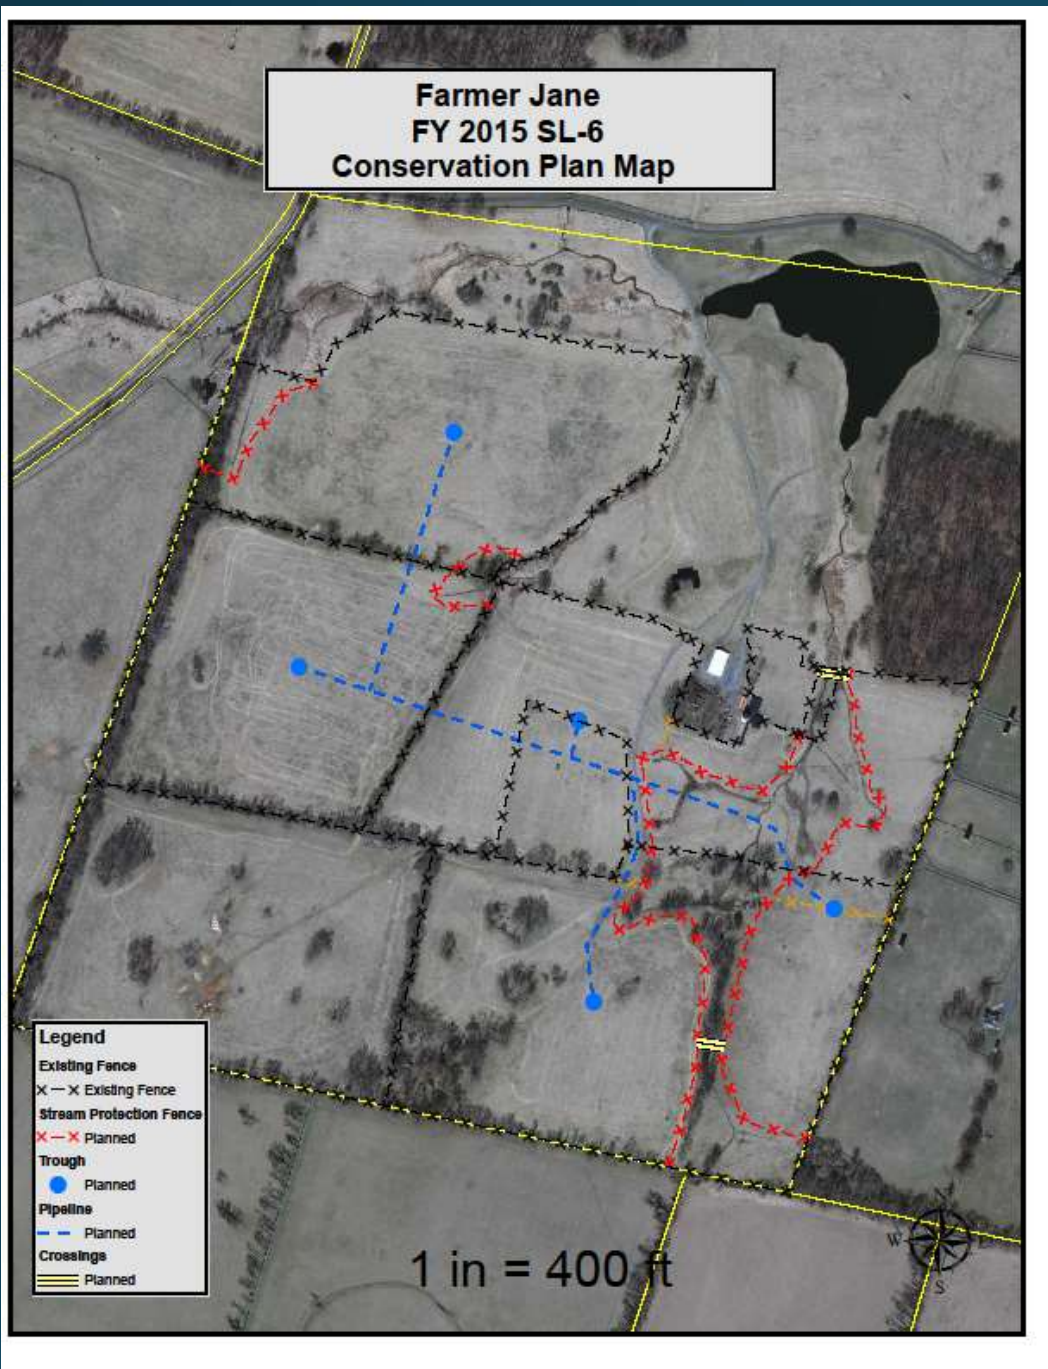 Farmer Jane
FY 2015 SL-6
Conservation Plan Map
Legend
Existing Fence
X — X Existing Fence
Stream Protection Fence
X — X Planned
Trough
Planned
Pipeline
Planned
Crossings
Planned
1 in = 400 ft
W
S